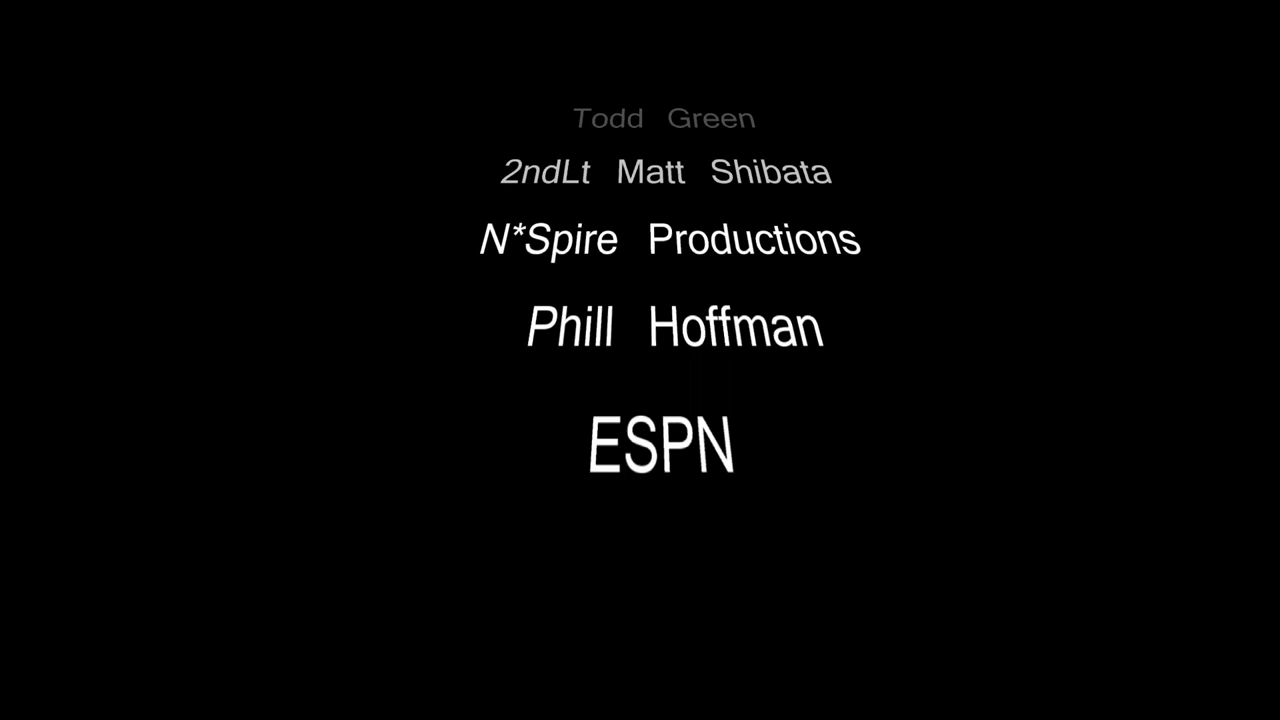 Todd Green
2ndLt Matt Shibata
N*Spire Productions
Phill Hoffman
ESPN